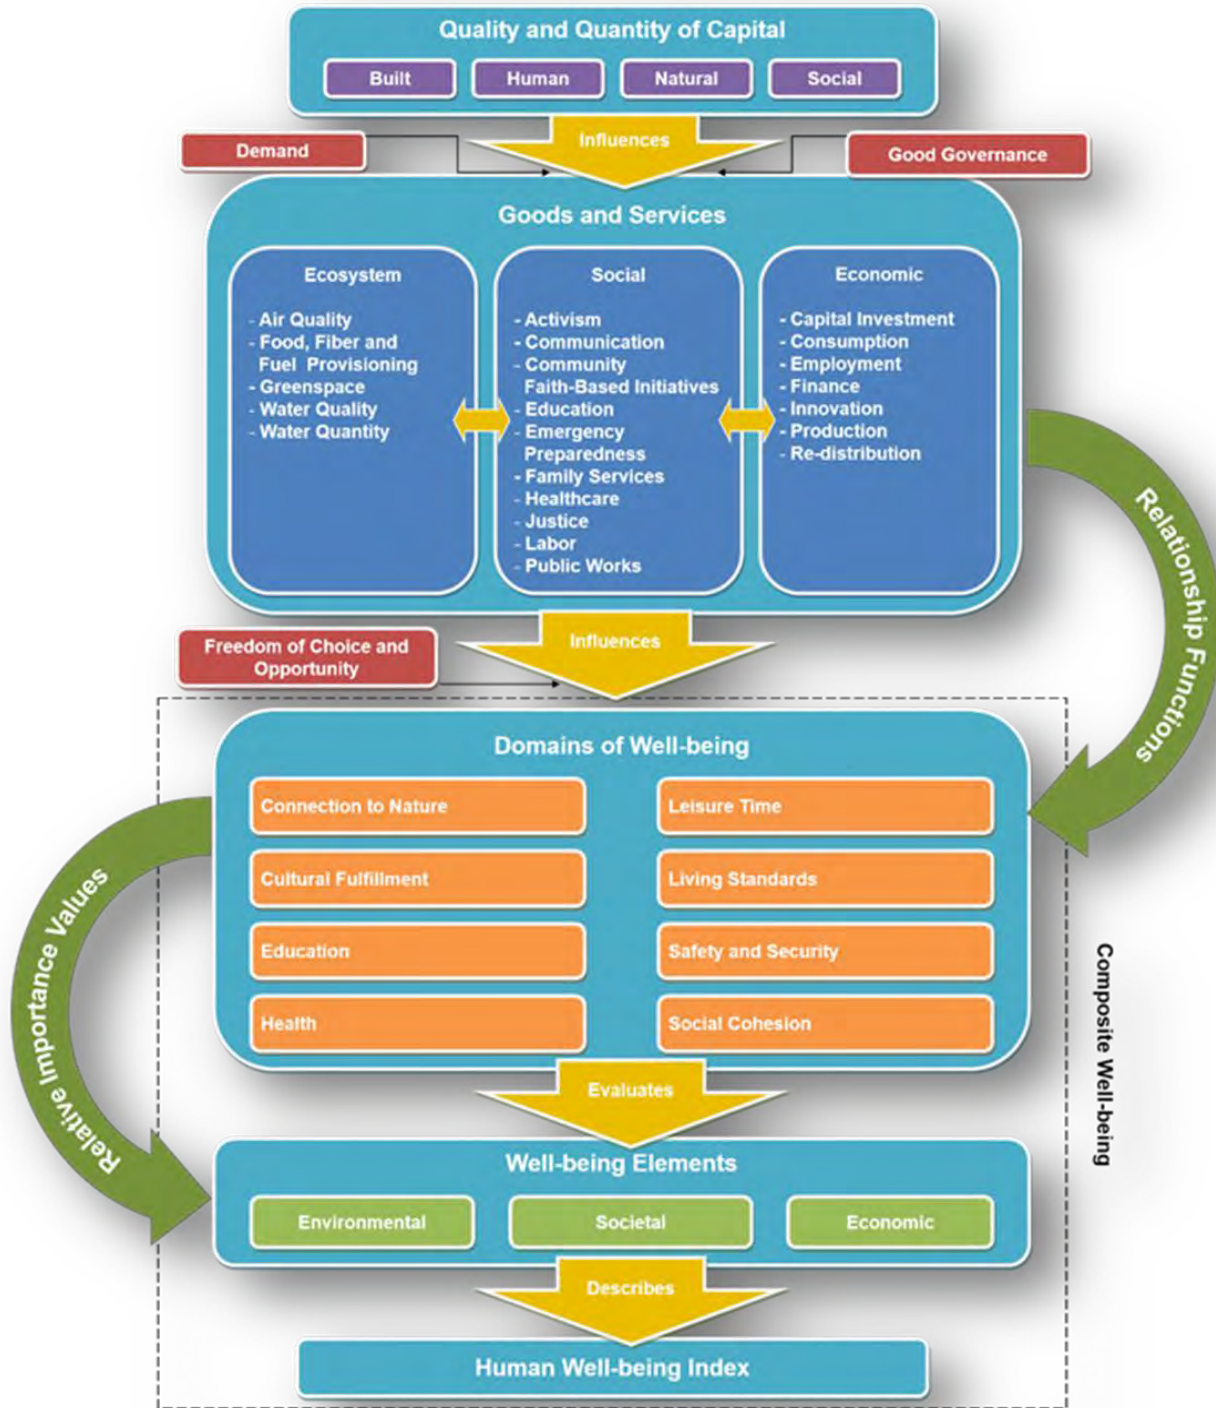 Quality and Quantity of Capital
Built
Human
Natural
Social
Influences
Demand
Good Governance
Goods and Services
Ecosystem
- Air Quality
- Food, Fiber and
Fuel Provisioning
- Greenspace
- Water Quality
- Water Quantity
Social
- Activism
- Communication
- Community
Faith-Based Initiatives
- Education
- Emergency
Preparedness
- Family Services
- Healthcare
- Justice
- Labor
- Public Works
Economic
- Capital Investment
- Consumption
- Employment
- Finance
- Innovation
- Production
- Re-distribution
Relationship Functions
Influences
Freedom of Choice and
Opportunity
Domains of Well-being
Connection to Nature
Cultural Fulfillment
Education
Health
Leisure Time
Living Standards
Safety and Security
Social Cohesion
Relative Importance Values
Composite Well-being
Evaluates
Well-being Elements
Environmental
Societal
Economic
Describes
Human Well-being Index